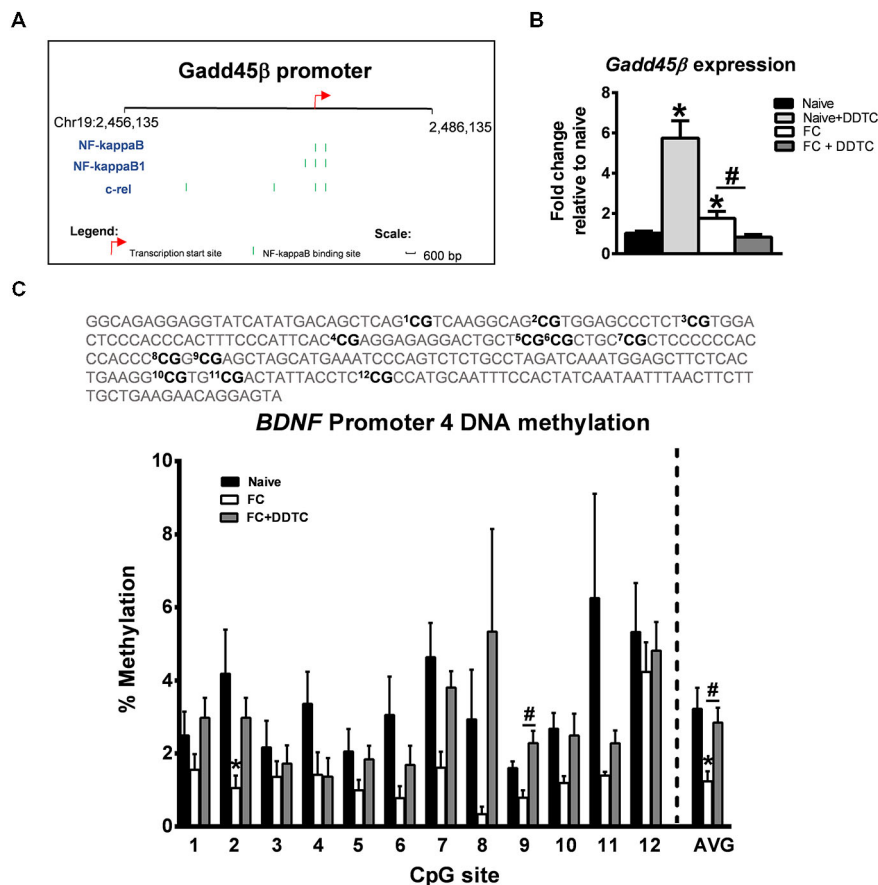 A
Gadd45β promoter
Chr19:2,456,135
2,486,135
NF-kappaB
NF-kappaB1
c-rel
Legend:
Scale:
Transcription start site
NF-kappaB binding site
600 bp
B
Gadd45β expression
Fold change
relative to naive
8
6
4
2
0
*
*
#
Naive
Naive+DDTC
FC
FC + DDTC
C
GGCAGAGGAGGTATCATATGACAGCTCAG¹CGTCAAGGCAG²CGTGGAGCCCTCT³CGTGGA
CTCCCACCCACTTTCCCATTCAC⁴CGAGGAGAGGACTGCT⁵CG⁶CGCTGC⁷CGCTCCCCCCAC
CCACCC⁸CGG⁹CGAGCTAGCATGAAATCCCAGTCTCTGCCTAGATCAAATGGAGCTTCTCAC
TGAAGG¹⁰CGTG¹¹CGACTATTACCTC¹²CGCCATGCAATTTCCACTATCAATAATTTAACTTCTT
TGCTGAAGAACAGGAGTA
BDNF Promoter 4 DNA methylation
% Methylation
10
8
6
4
2
0
Naive
FC
FC+DDTC
*
#
*
#
1 2 3 4 5 6 7 8 9 10 11 12 AVG
CpG site